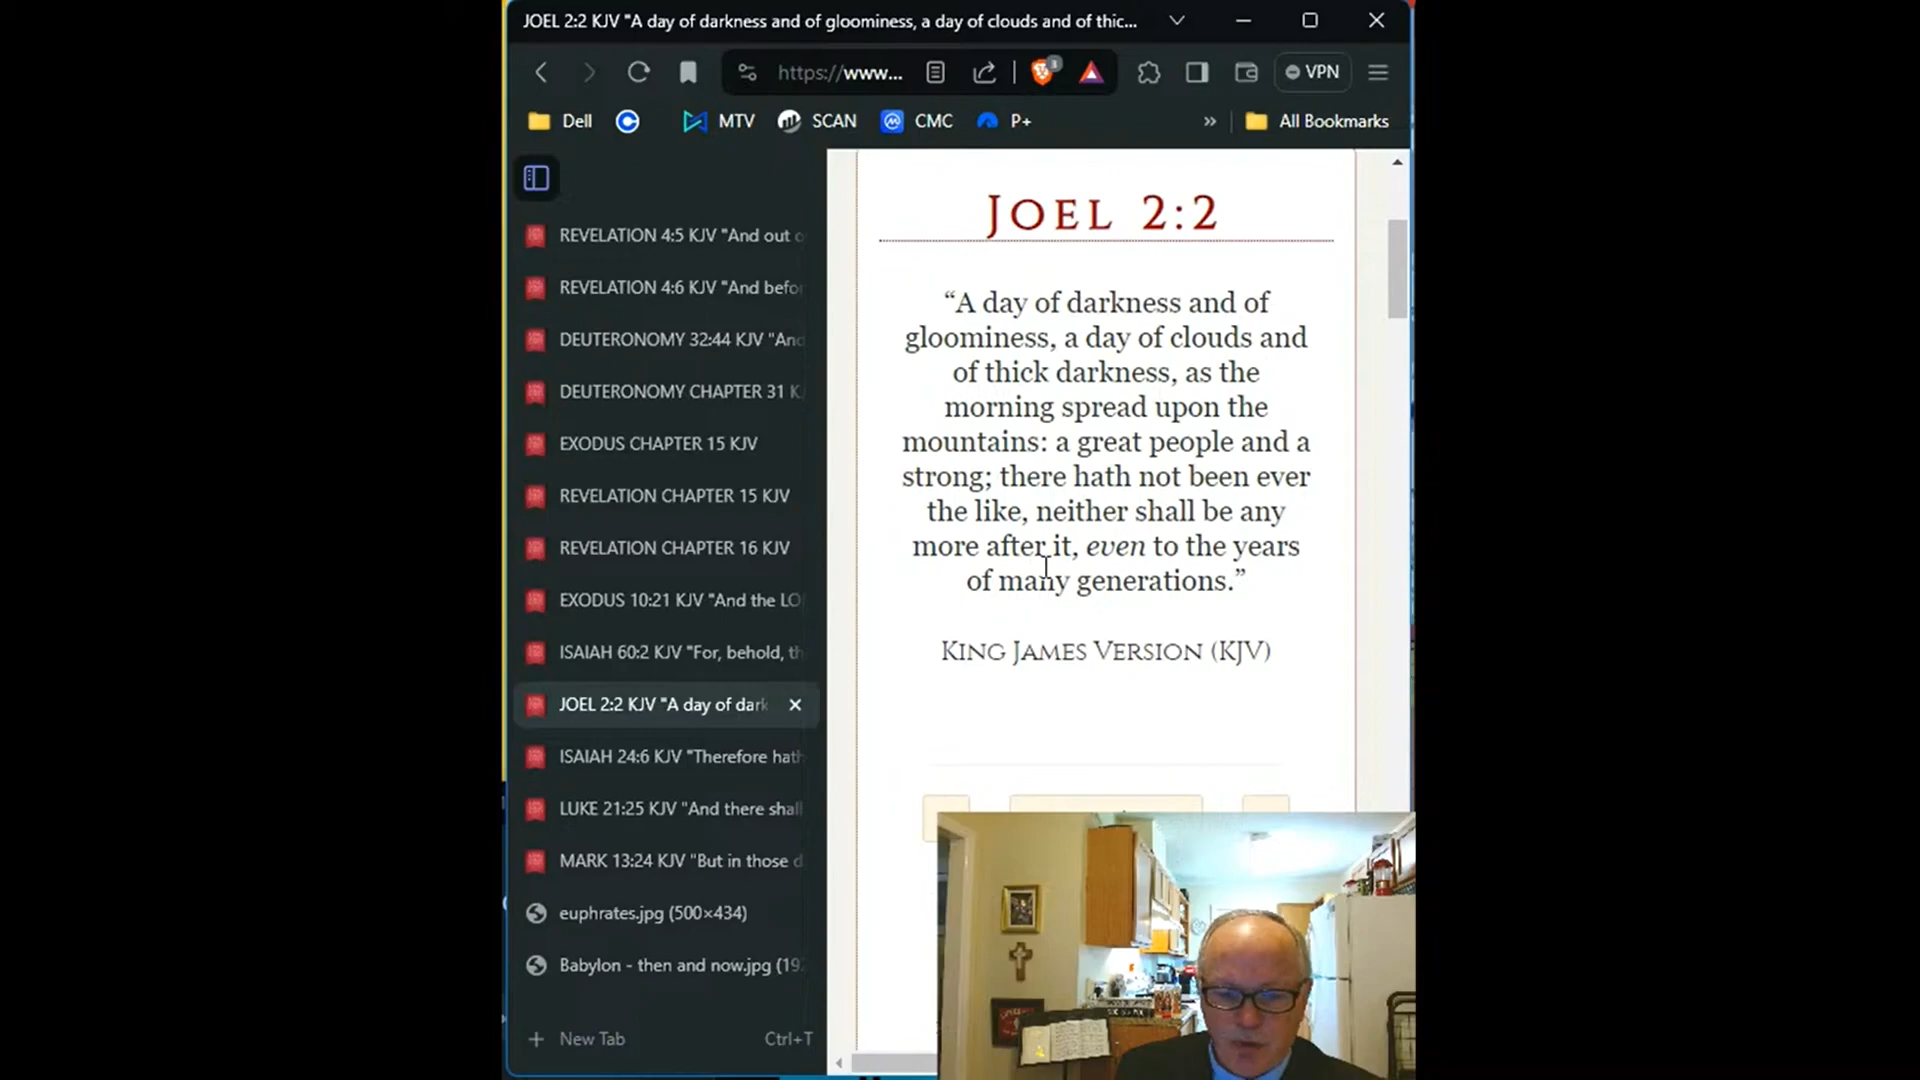 JOEL 2:2 KJV "A day of darkness and of gloominess, a day of clouds and of thic...
https://www...
3
VPN
Dell
MTV
SCAN
CMC
P+
»
All Bookmarks
REVELATION 4:5 KJV "And out o
REVELATION 4:6 KJV "And befo
DEUTERONOMY 32:44 KJV "And
DEUTERONOMY CHAPTER 31 K
EXODUS CHAPTER 15 KJV
REVELATION CHAPTER 15 KJV
REVELATION CHAPTER 16 KJV
EXODUS 10:21 KJV "And the LO
ISAIAH 60:2 KJV "For, behold, th
JOEL 2:2 KJV "A day of dark
ISAIAH 24:6 KJV "Therefore hath
LUKE 21:25 KJV "And there shall
MARK 13:24 KJV "But in those d
euphrates.jpg (500×434)
Babylon - then and now.jpg (19
New Tab
Ctrl+T
JOEL 2:2
“A day of darkness and of
gloominess, a day of clouds and
of thick darkness, as the
morning spread upon the
mountains: a great people and a
strong; there hath not been ever
the like, neither shall be any
more after it, even to the years
of many generations.”
KING JAMES VERSION (KJV)